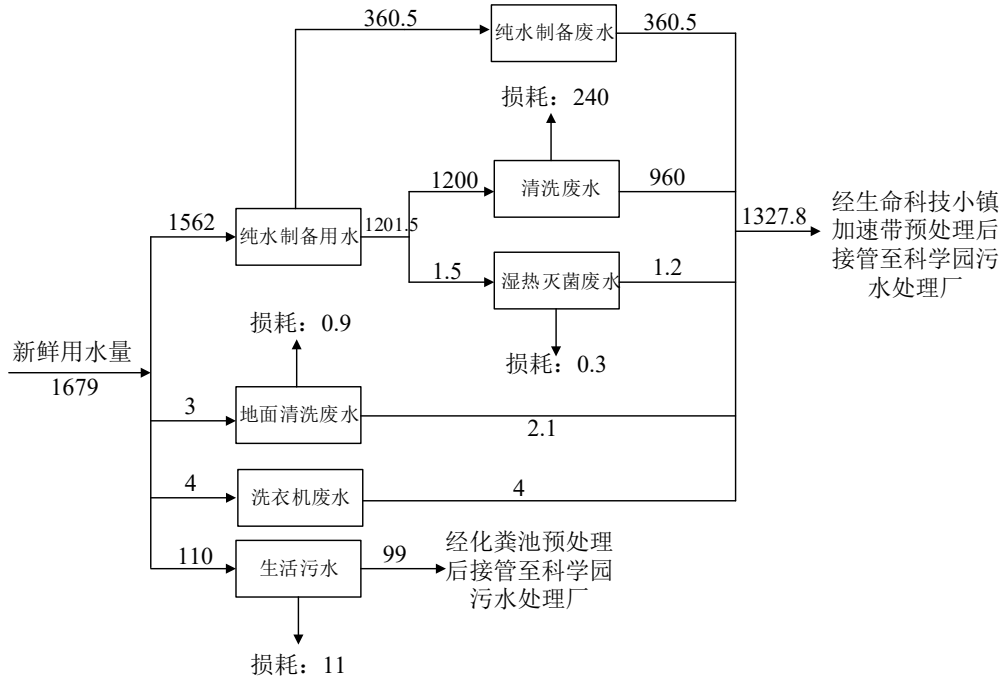 360.5
纯水制备废水
360.5
损耗：240
1200
清洗废水
960
1562
纯水制备用水
1201.5
1327.8
经生命科技小镇
加速带预处理后
接管至科学园污
水处理厂
1.5
湿热灭菌废水
1.2
损耗：0.9
损耗：0.3
新鲜用水量
1679
3
地面清洗废水
2.1
4
洗衣机废水
4
110
生活污水
99
经化粪池预处理
后接管至科学园
污水处理厂
损耗：11